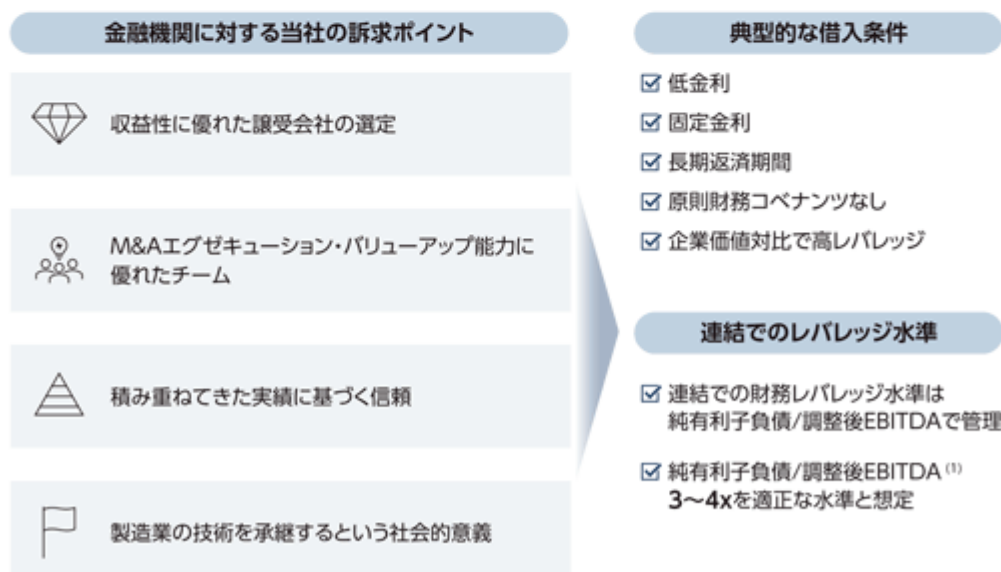 金融機関に対する当社の訴求ポイント
収益性に優れた譲受会社の選定
M&Aエグゼキューション・バリューアップ能力に
優れたチーム
積み重ねてきた実績に基づく信頼
製造業の技術を承継するという社会的意義
典型的な借入条件
低金利
固定金利
長期返済期間
原則財務コベナンツなし
企業価値対比で高レバレッジ
連結でのレバレッジ水準
連結での財務レバレッジ水準は
純有利子負債/調整後EBITDAで管理
純有利子負債/調整後EBITDA (1)
3～4xを適正な水準と想定